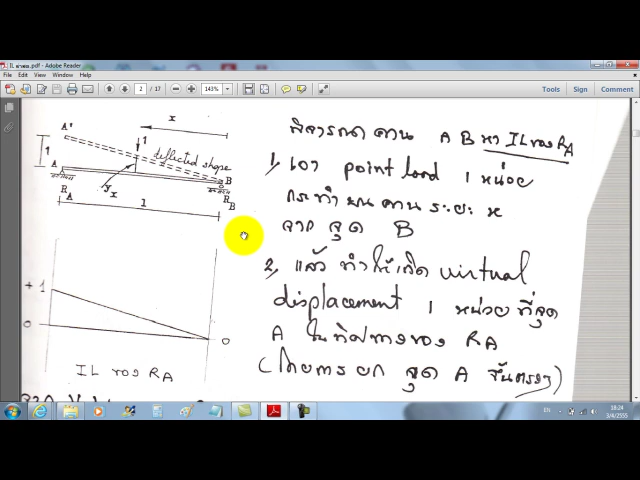 IL คานa.pdf - Adobe Reader
File Edit View Window Help
2 / 17 143% Tools Sign Comment
พิจารณาคาน A B หา IL ของ RA
1, เอา point load 1 หน่วย
กระทำบนคาน ระยะ x
จาก จุด B
2, แล้ว ทำให้เกิด virtual
displacement 1 หน่วย ที่จุด
A ในทิศทางของ RA
(โดยการ ยก จุด A ขึ้นตรงๆ)
x
A'
1
1
deflected shape
A
B
yx
RA
RB
l
+1
0
0
IL ของ RA
EN 18:24
3/4/2555